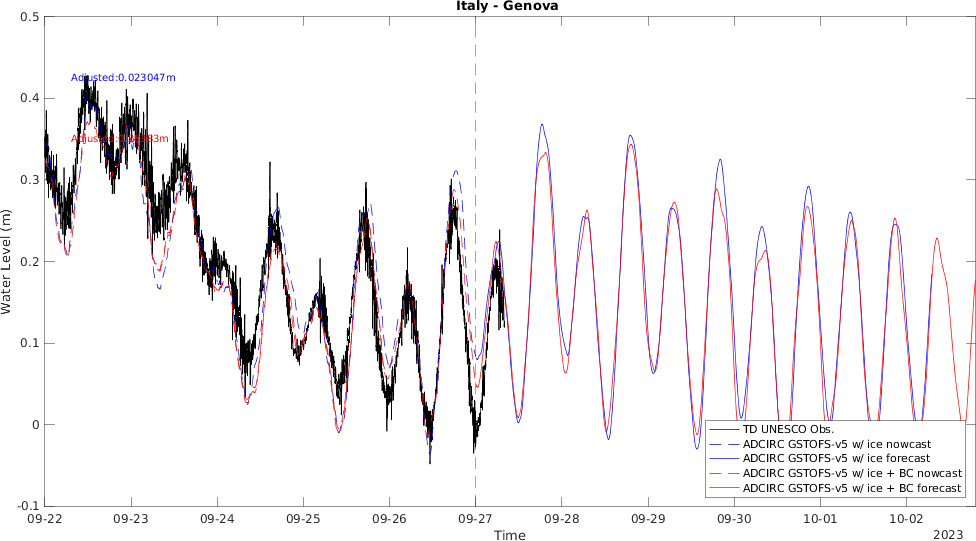 Italy - Genova
0.5
0.4
0.3
0.2
0.1
0
-0.1
Water Level (m)
Adjusted:0.023047m
TD UNESCO Obs.
ADCIRC GSTOFS-v5 w/ ice nowcast
ADCIRC GSTOFS-v5 w/ ice forecast
ADCIRC GSTOFS-v5 w/ ice + BC nowcast
ADCIRC GSTOFS-v5 w/ ice + BC forecast
09-22 09-23 09-24 09-25 09-26 09-27 09-28 09-29 09-30 10-01 10-02
Time
2023